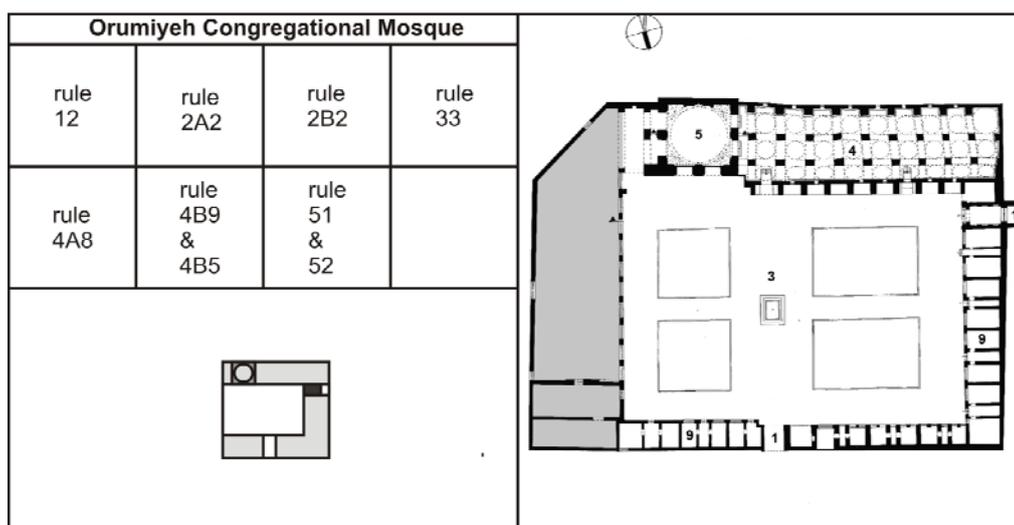 Orumiyeh Congregational Mosque
rule
12
rule
2A2
rule
2B2
rule
33
rule
4A8
rule
4B9
&
4B5
rule
51
&
52
5
4
1
3
9
9
1